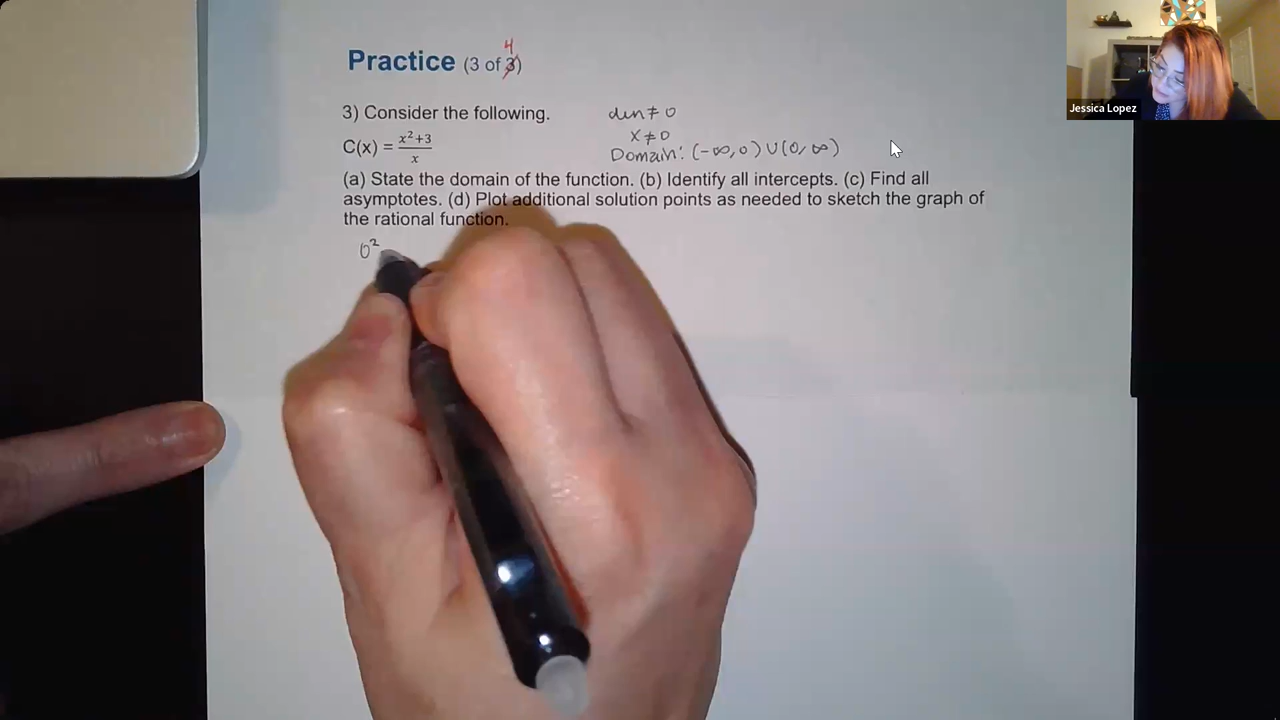 Practice (3 of 3) 4
Jessica Lopez
3) Consider the following.
den ≠ 0
x ≠ 0
C(x) = x²+3 / x
Domain: (-∞,0) ∪ (0,∞)
(a) State the domain of the function. (b) Identify all intercepts. (c) Find all
asymptotes. (d) Plot additional solution points as needed to sketch the graph of
the rational function.
0²